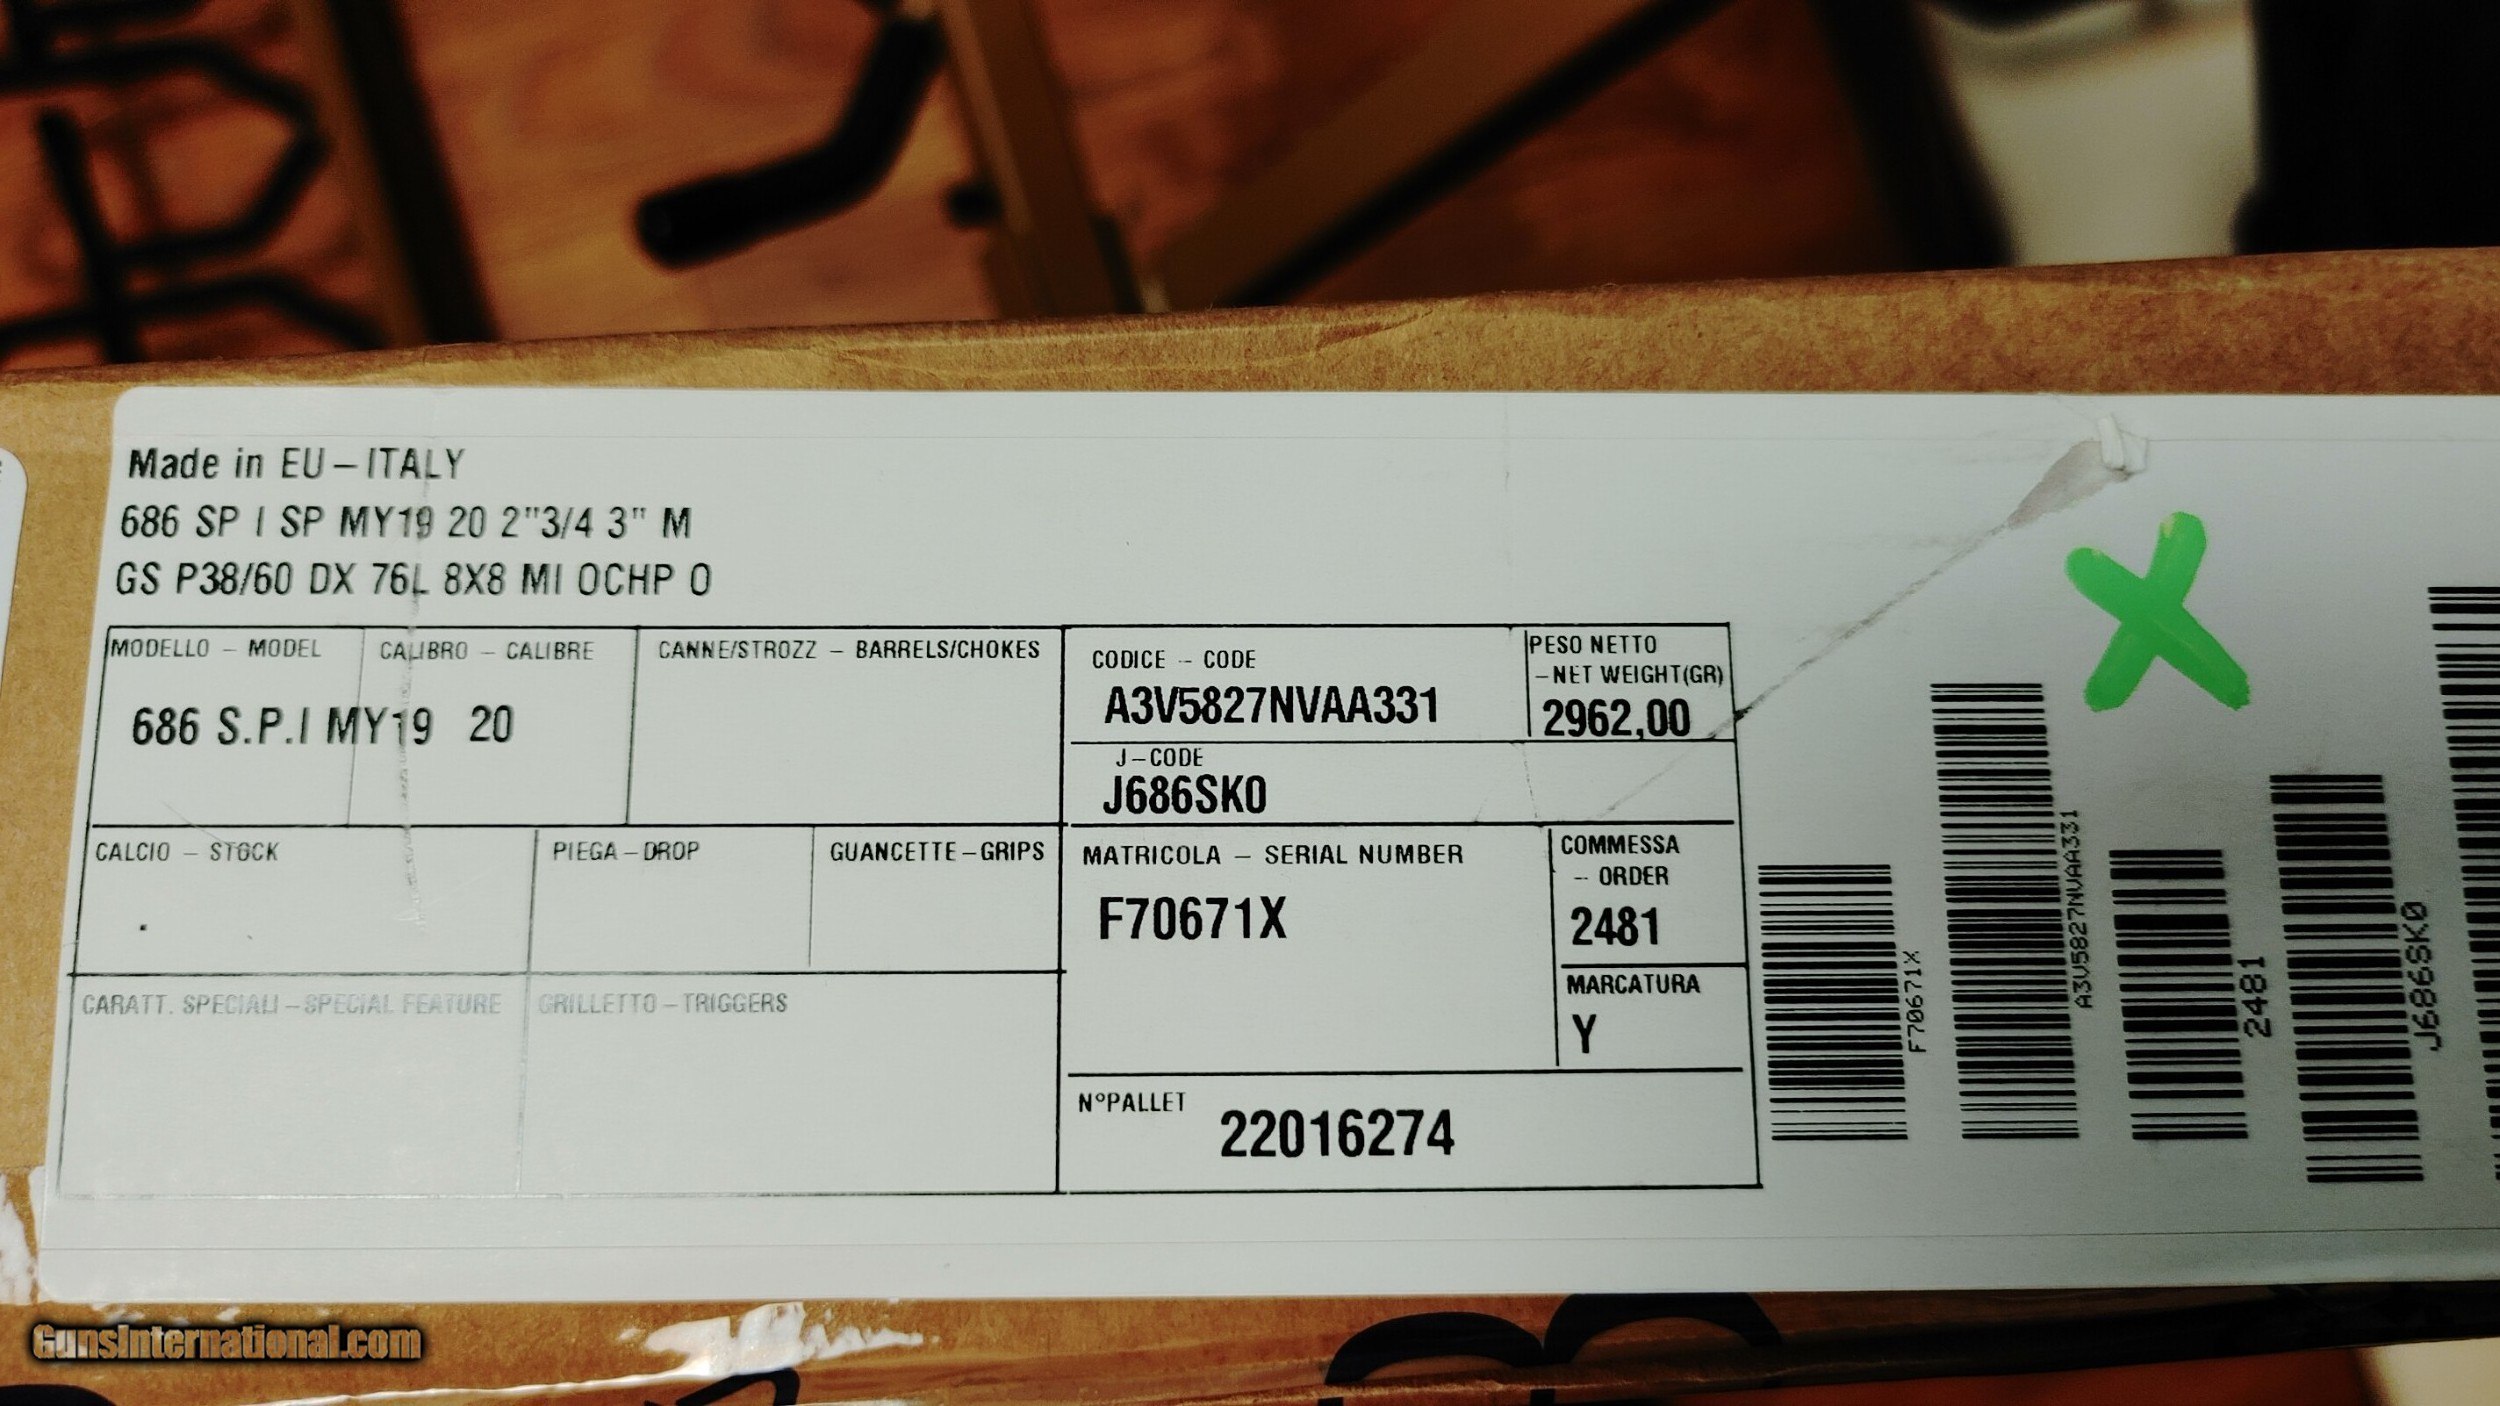 Made in EU – ITALY
686 SP I SP MY19 20 2"3/4 3" M
GS P38/60 DX 76L 8X8 MI OCHP O
MODELLO – MODEL
CALIBRO – CALIBRE
CANNE/STROZZ – BARRELS/CHOKES
686 S.P.I MY19 20
CALCIO – STOCK
PIEGA – DROP
GUANCETTE – GRIPS
.
CARATT. SPECIALI – SPECIAL FEATURE
GRILLETTO – TRIGGERS
CODICE – CODE
A3V5827NVAA331
PESO NETTO
– NET WEIGHT(GR)
2962,00
J – CODE
J686SK0
MATRICOLA – SERIAL NUMBER
F70671X
COMMESSA
– ORDER
2481
MARCATURA
Y
N°PALLET
22016274
F70671X
A3V5827NVAA331
2481
J686SK0
GunsInternational.com